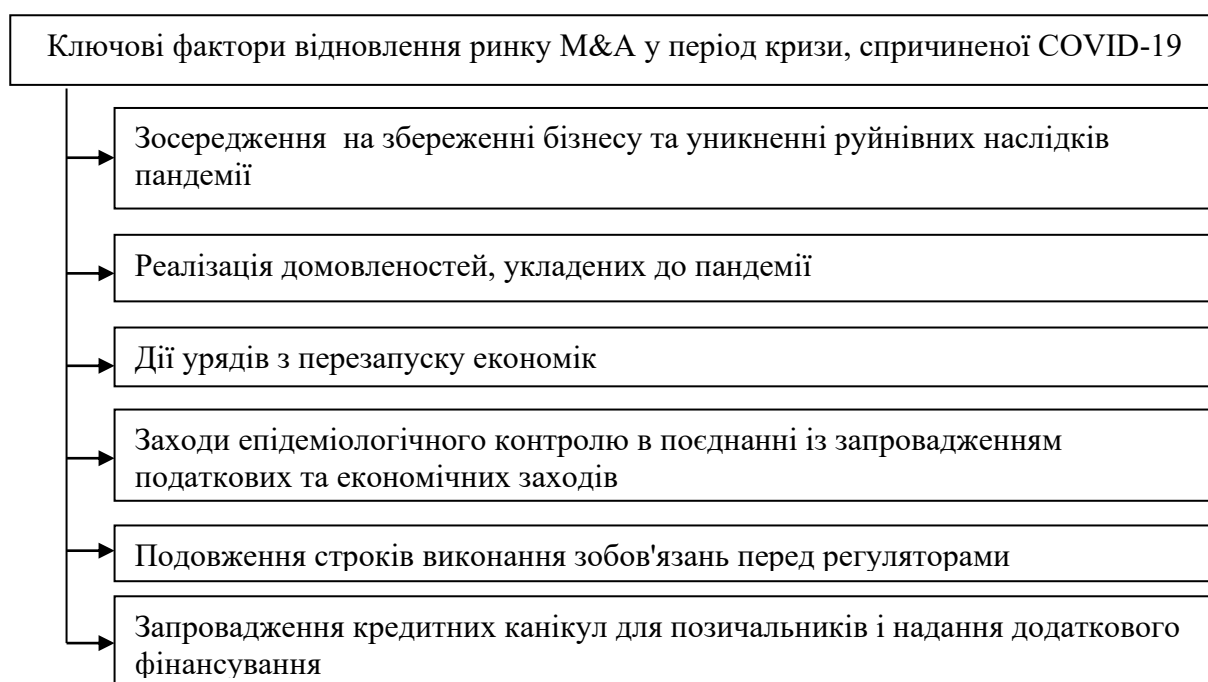 Ключові фактори відновлення ринку M&A у період кризи, спричиненої COVID-19
Зосередження на збереженні бізнесу та уникненні руйнівних наслідків
пандемії
Реалізація домовленостей, укладених до пандемії
Дії урядів з перезапуску економік
Заходи епідеміологічного контролю в поєднанні із запровадженням
податкових та економічних заходів
Подовження строків виконання зобов'язань перед регуляторами
Запровадження кредитних канікул для позичальників і надання додаткового
фінансування